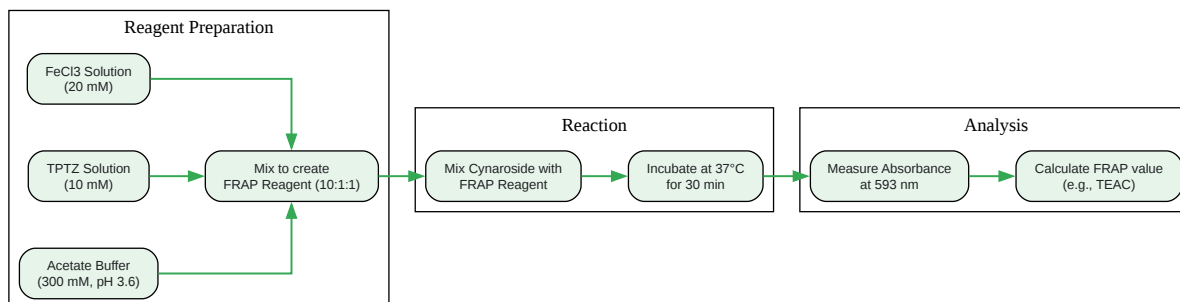 Reagent Preparation
FeCl3 Solution
(20 mM)
TPTZ Solution
(10 mM)
Mix to create
FRAP Reagent (10:1:1)
Acetate Buffer
(300 mM, pH 3.6)
Reaction
Mix Cynaroside with
FRAP Reagent
Incubate at 37°C
for 30 min
Analysis
Measure Absorbance
at 593 nm
Calculate FRAP value
(e.g., TEAC)